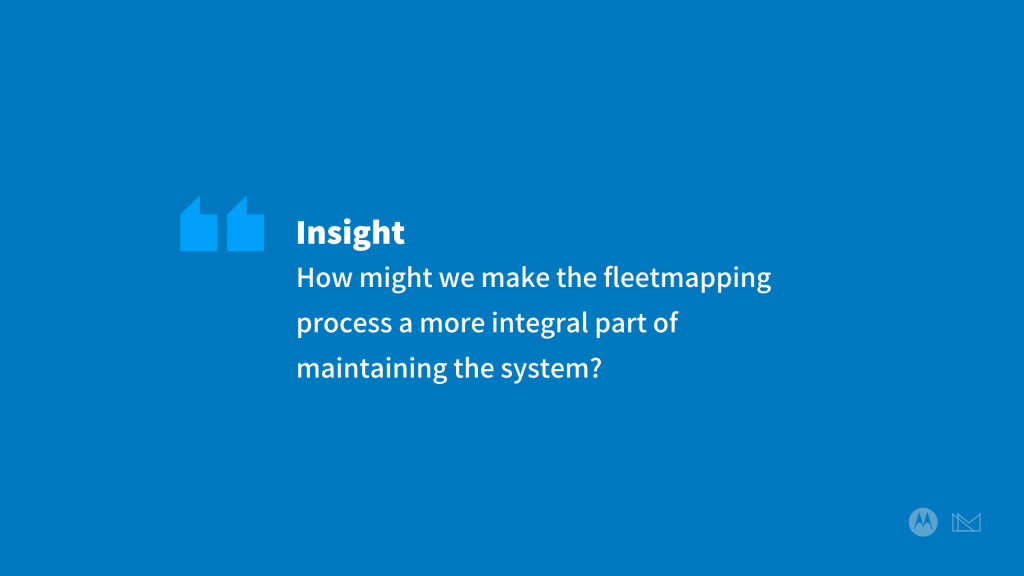 Insight
How might we make the fleetmapping
process a more integral part of
maintaining the system?